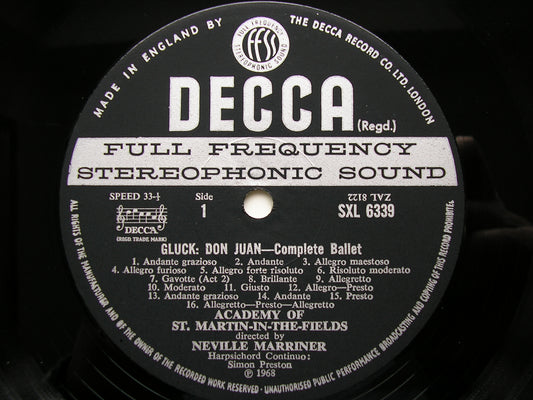 MADE IN ENGLAND BY
THE DECCA RECORD CO. LTD. LONDON
FULL FREQUENCY
ffss
STEREOPHONIC SOUND
DECCA
(Regd.)
FULL FREQUENCY
STEREOPHONIC SOUND
SPEED 33-⅓
Side
1
ZAL 8122
SXL 6339
DECCA
(REGD. TRADE MARK)
GLUCK: DON JUAN—Complete Ballet
1. Andante grazioso 2. Andante 3. Allegro maestoso
4. Allegro furioso 5. Allegro forte risoluto 6. Risoluto moderato
7. Gavotte (Act 2) 8. Brillante 9. Allegretto
10. Moderato 11. Giusto 12. Allegro—Presto
13. Andante grazioso 14. Andante 15. Presto
16. Allegretto—Presto—Allegretto
ACADEMY OF
ST. MARTIN-IN-THE-FIELDS
directed by
NEVILLE MARRINER
Harpsichord Continuo:
Simon Preston
Ⓟ 1968
ALL RIGHTS OF THE MANUFACTURER AND OF THE OWNER OF THE RECORDED WORK RESERVED · UNAUTHORISED PUBLIC PERFORMANCE BROADCASTING AND COPYING OF THIS RECORD PROHIBITED.